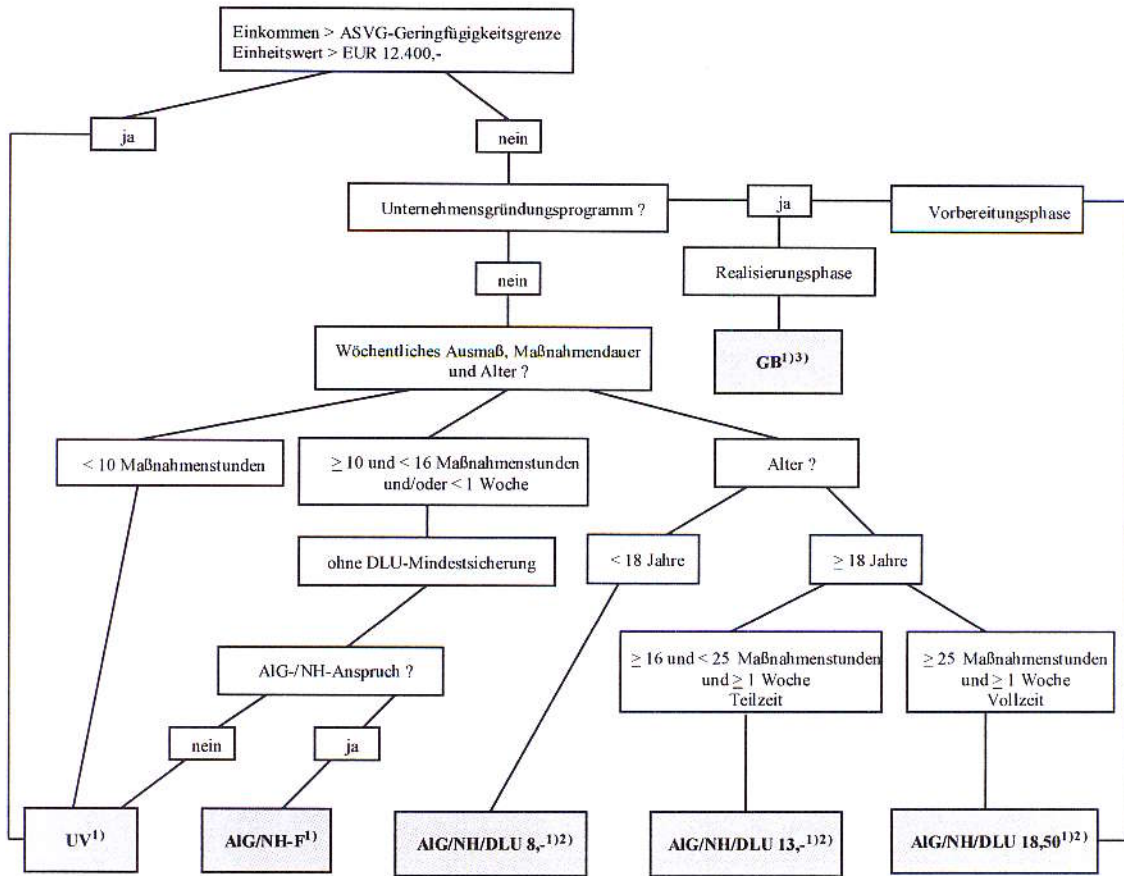 Einkommen > ASVG-Geringfügigkeitsgrenze
Einheitswert > EUR 12.400,-
ja
nein
Unternehmensgründungsprogramm ?
ja
Vorbereitungsphase
nein
Realisierungsphase
GB1)3)
Wöchentliches Ausmaß, Maßnahmendauer
und Alter ?
< 10 Maßnahmenstunden
≥ 10 und < 16 Maßnahmenstunden
und/oder < 1 Woche
Alter ?
ohne DLU-Mindestsicherung
< 18 Jahre
≥ 18 Jahre
AlG-/NH-Anspruch ?
≥ 16 und < 25 Maßnahmenstunden
und ≥ 1 Woche
Teilzeit
≥ 25 Maßnahmenstunden
und ≥ 1 Woche
Vollzeit
nein
ja
UV1)
AlG/NH-F1)
AlG/NH/DLU 8,-1)2)
AlG/NH/DLU 13,-1)2)
AlG/NH/DLU 18,501)2)